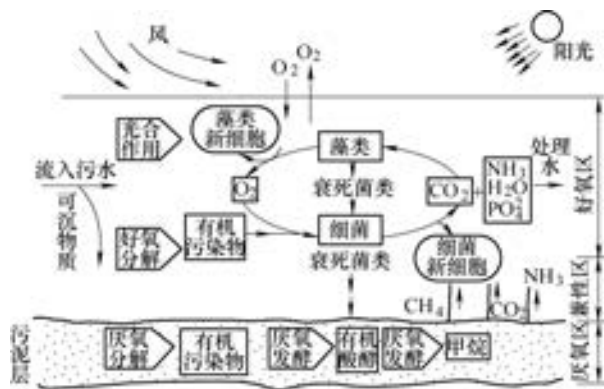 风
O2
O2
阳光
光合
作用
藻类
新细胞
藻类
流入污水
O2
衰死菌类
CO2
+
NH3
H2O
PO
处理
水
好氧区
可沉物质
好氧
分解
有机
污染物
细菌
衰死菌类
细菌
新细胞
CH4
CO2
NH3
兼性区
污泥层
厌氧
分解
有机
污染物
厌氧
发酵
有机
酸醇
厌氧
发酵
甲烷
厌氧区